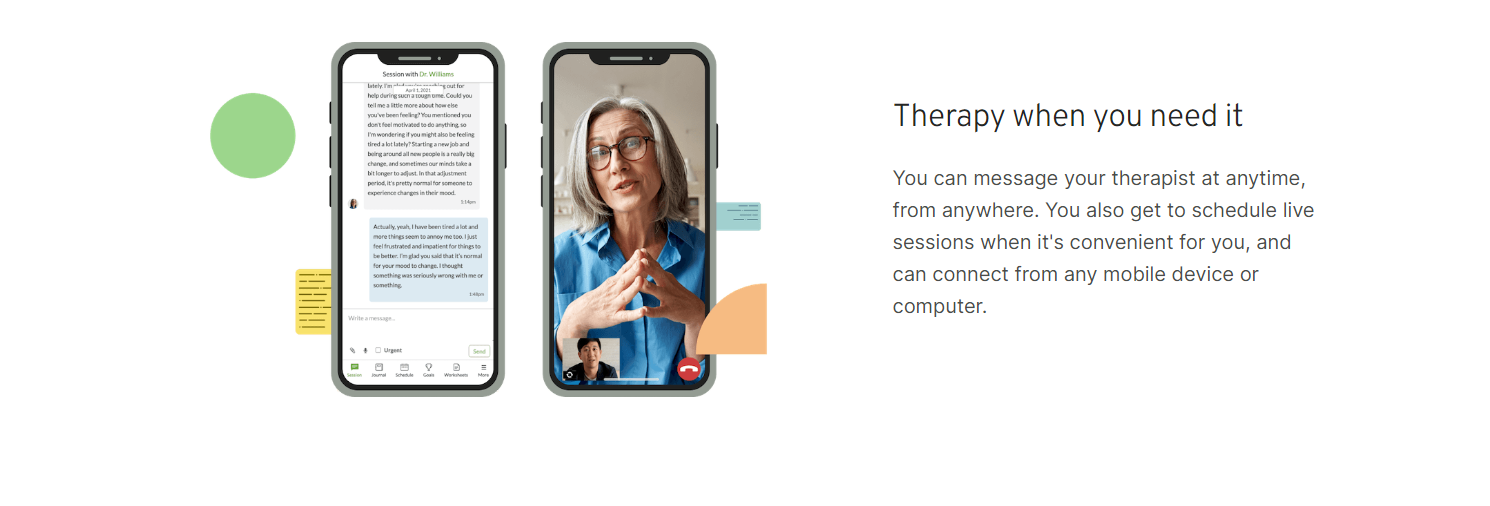 Session with Dr. Williams
April 1, 2021
help during such a tough time. Could you
tell me a little more about how else
you've been feeling? You mentioned you
don't feel motivated to do anything, so
I'm wondering if you might also be feeling
tired a lot lately? Starting a new job and
being around all new people is a really big
change, and sometimes our minds take a
bit longer to adjust. In that adjustment
period, it's pretty normal for someone to
experience changes in their mood.
Actually, yeah, I have been tired a lot and
more things seem to annoy me too. I just
feel frustrated and impatient for things to
be better. I'm glad you said that it's normal
for your mood to change. I thought
something was seriously wrong with me or
something.
Write a message...
Urgent
Send
Session Journal Schedule Goals Worksheets More
Therapy when you need it
You can message your therapist at anytime,
from anywhere. You also get to schedule live
sessions when it's convenient for you, and
can connect from any mobile device or
computer.